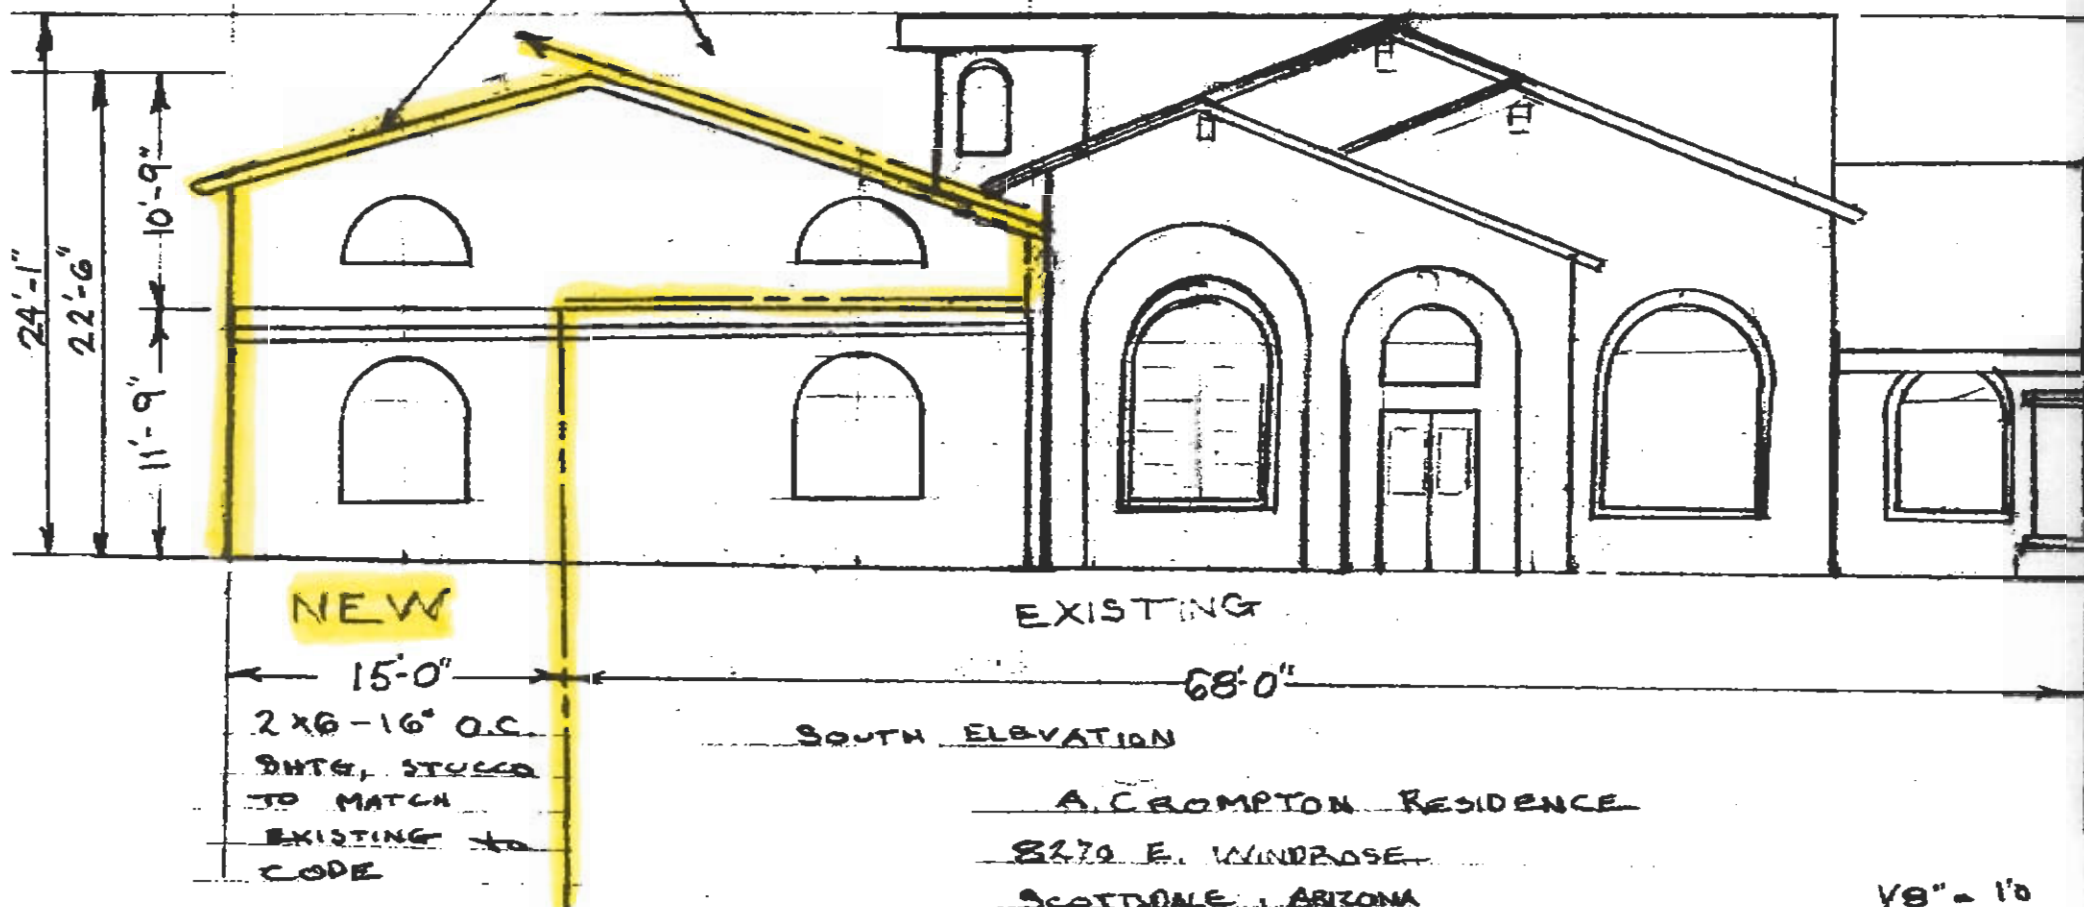 24'-1"
22'-6"
10'-9"
11'-9"
NEW
EXISTING
15'-0"
68'-0"
2x6-16" O.C.
SHTG, STUCCO
TO MATCH
EXISTING to
CODE
SOUTH ELEVATION
A. CROMPTON RESIDENCE
8270 E. WINDROSE
SCOTTSDALE, ARIZONA
1/8" = 1'0